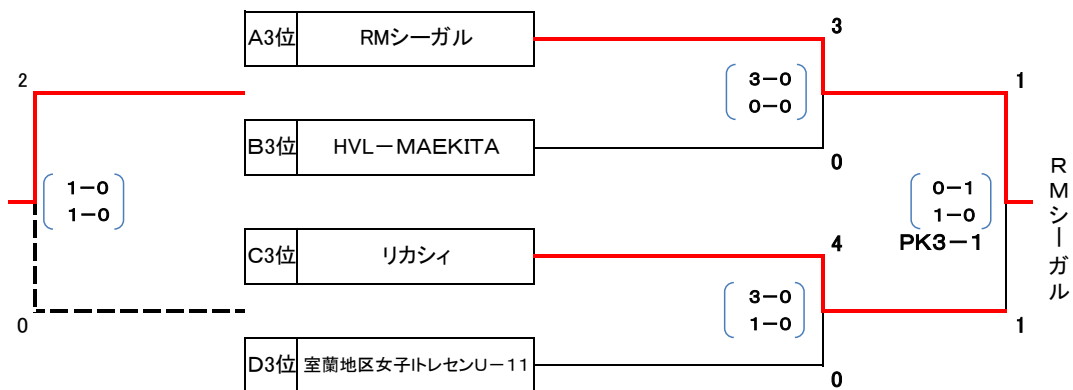 A3位 RMシーガル 3
2
3-0
0-0
1
B3位 HVL-MAEKITA 0
1-0
1-0
0-1
1-0
PK3-1
RMシーガル
C3位 リカシィ 4
3-0
1-0
0
1
D3位 室蘭地区女子トレセンU-11 0